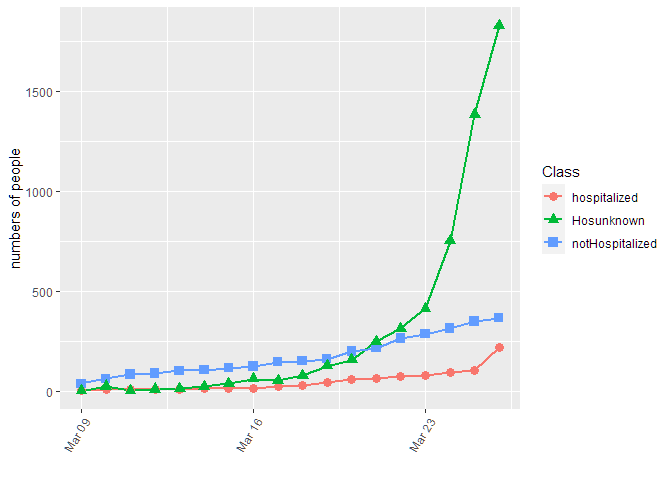 numbers of people
1500
1000
500
0
Mar 09
Mar 16
Mar 23
Class
hospitalized
Hosunknown
notHospitalized